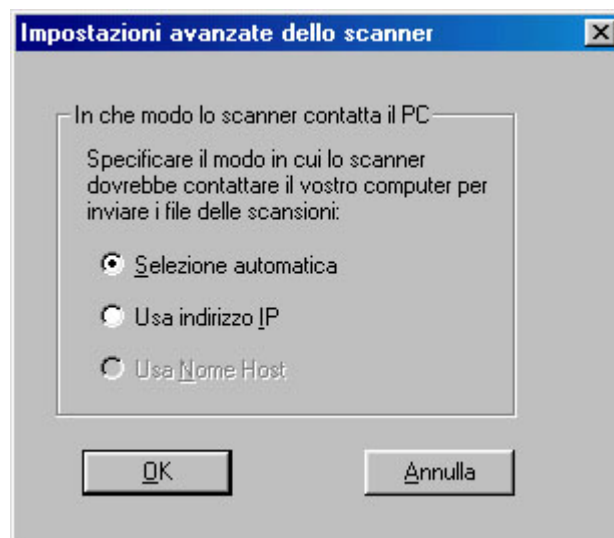 Impostazioni avanzate dello scanner
In che modo lo scanner contatta il PC
Specificare il modo in cui lo scanner
dovrebbe contattare il vostro computer per
inviare i file delle scansioni:
Selezione automatica
Usa indirizzo IP
Usa Nome Host
OK
Annulla